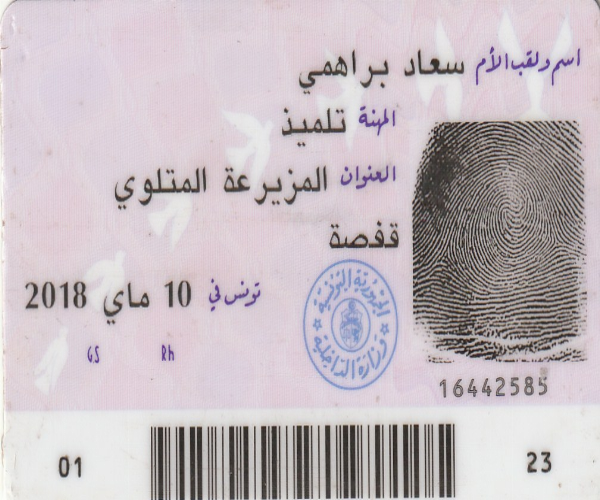 اسم ولقب الأم سعاد براهمي
المهنة تلميذ
العنوان المزيرعة المتلوي
قفصة
تونس في 10 ماي 2018
GS Rh
الجمهورية التونسية
وزارة الداخلية
16442585
01 23